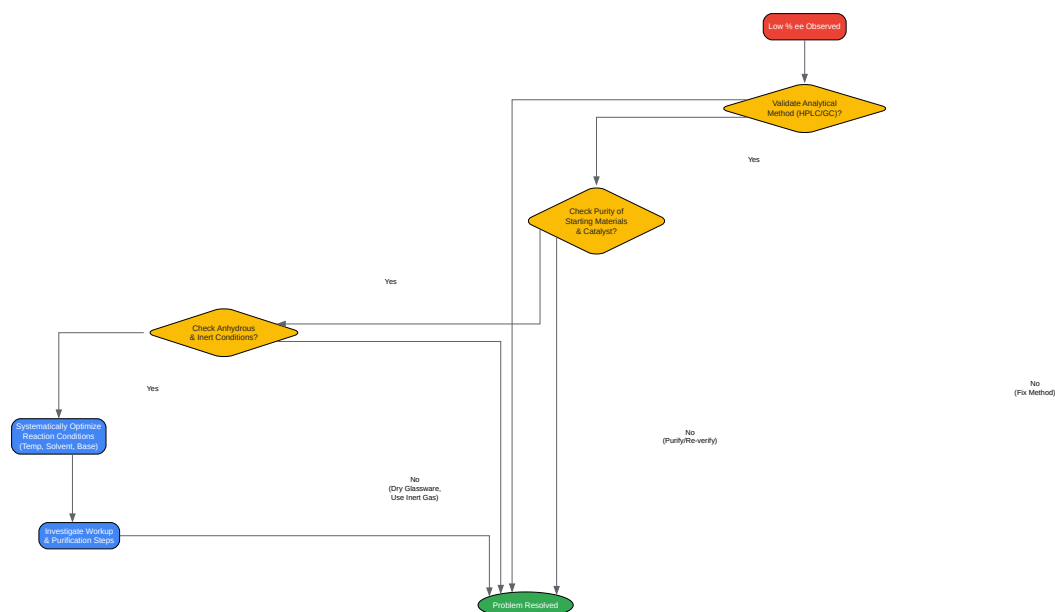 Low % ee Observed
Validate Analytical
Method (HPLC/GC)?
Yes
Check Purity of
Starting Materials
& Catalyst?
Yes
Check Anhydrous
& Inert Conditions?
Yes
No
(Fix Method)
Systematically Optimize
Reaction Conditions
(Temp, Solvent, Base)
No
(Purify/Re-verify)
No
(Dry Glassware,
Use Inert Gas)
Investigate Workup
& Purification Steps
Problem Resolved